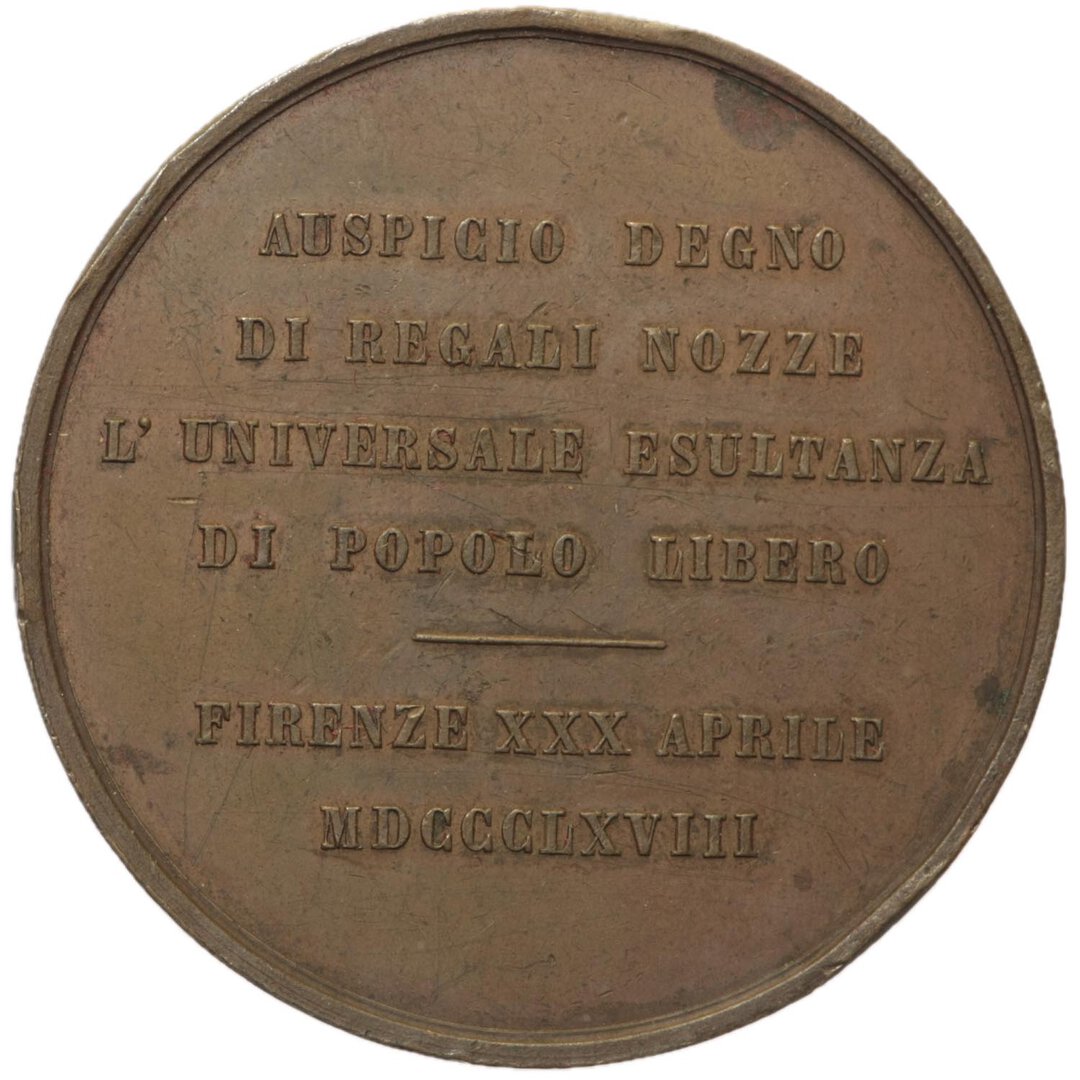 AUSPICIO DEGNO
DI REGALI NOZZE
L' UNIVERSALE ESULTANZA
DI POPOLO LIBERO
FIRENZE XXX APRILE
MDCCCLXVIII